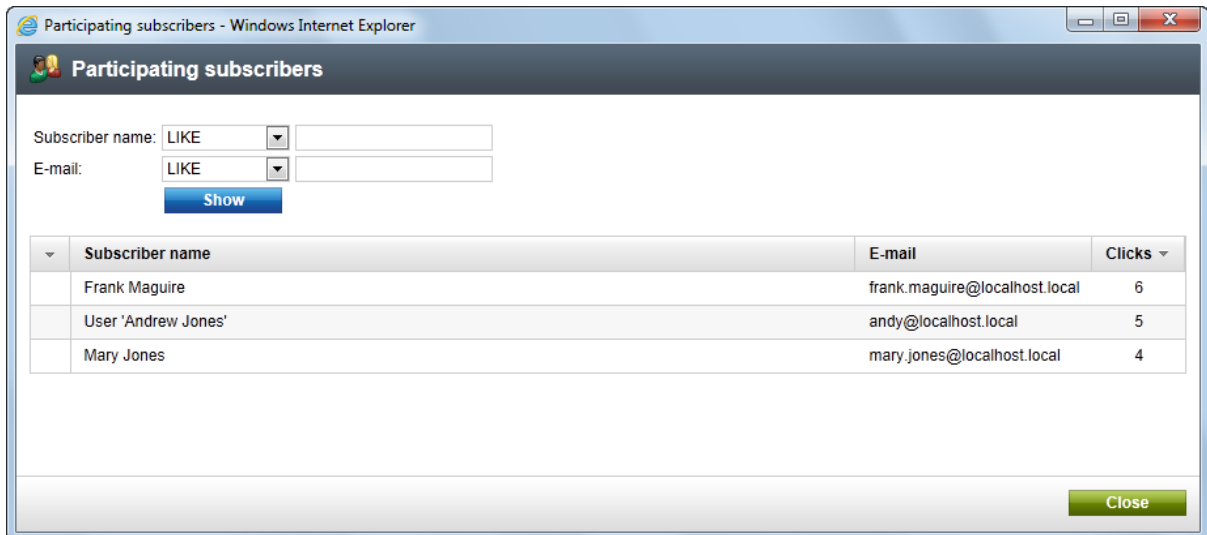 Participating subscribers - Windows Internet Explorer
Participating subscribers
Subscriber name: LIKE
E-mail: LIKE
Show
Subscriber name E-mail Clicks
Frank Maguire frank.maguire@localhost.local 6
User 'Andrew Jones' andy@localhost.local 5
Mary Jones mary.jones@localhost.local 4
Close